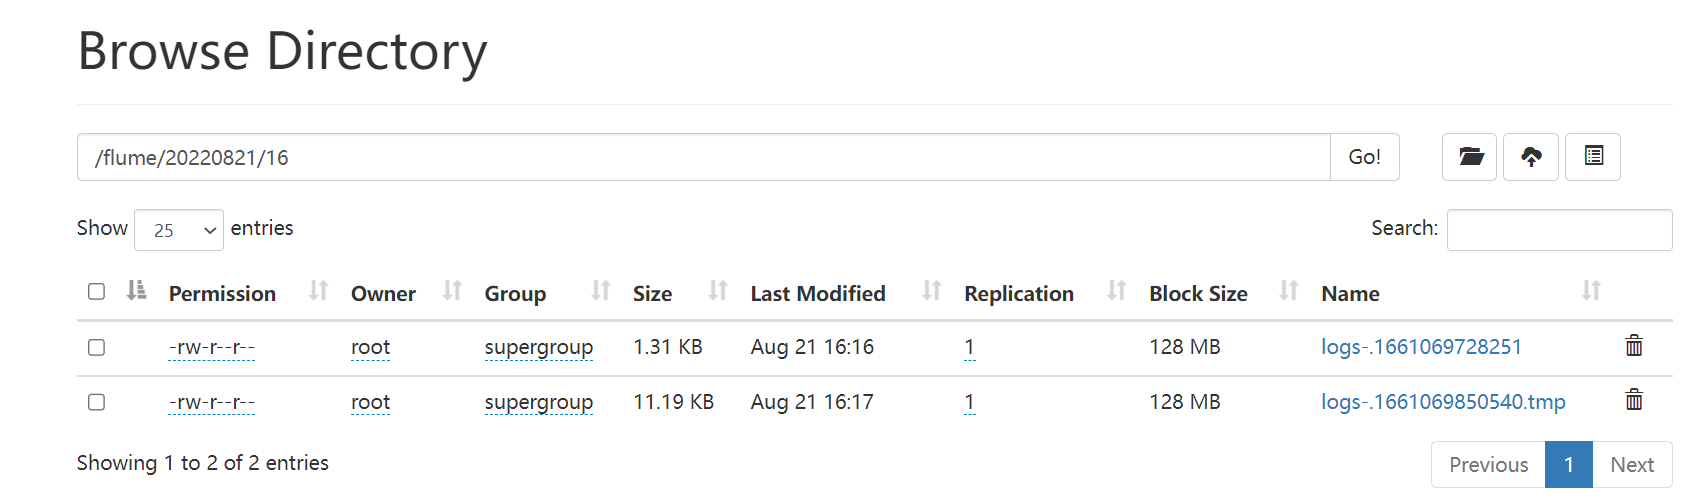 Browse Directory
/flume/20220821/16 Go!
Show 25 entries Search:
Permission Owner Group Size Last Modified Replication Block Size Name
-rw-r--r-- root supergroup 1.31 KB Aug 21 16:16 1 128 MB logs-.1661069728251
-rw-r--r-- root supergroup 11.19 KB Aug 21 16:17 1 128 MB logs-.1661069850540.tmp
Showing 1 to 2 of 2 entries Previous 1 Next